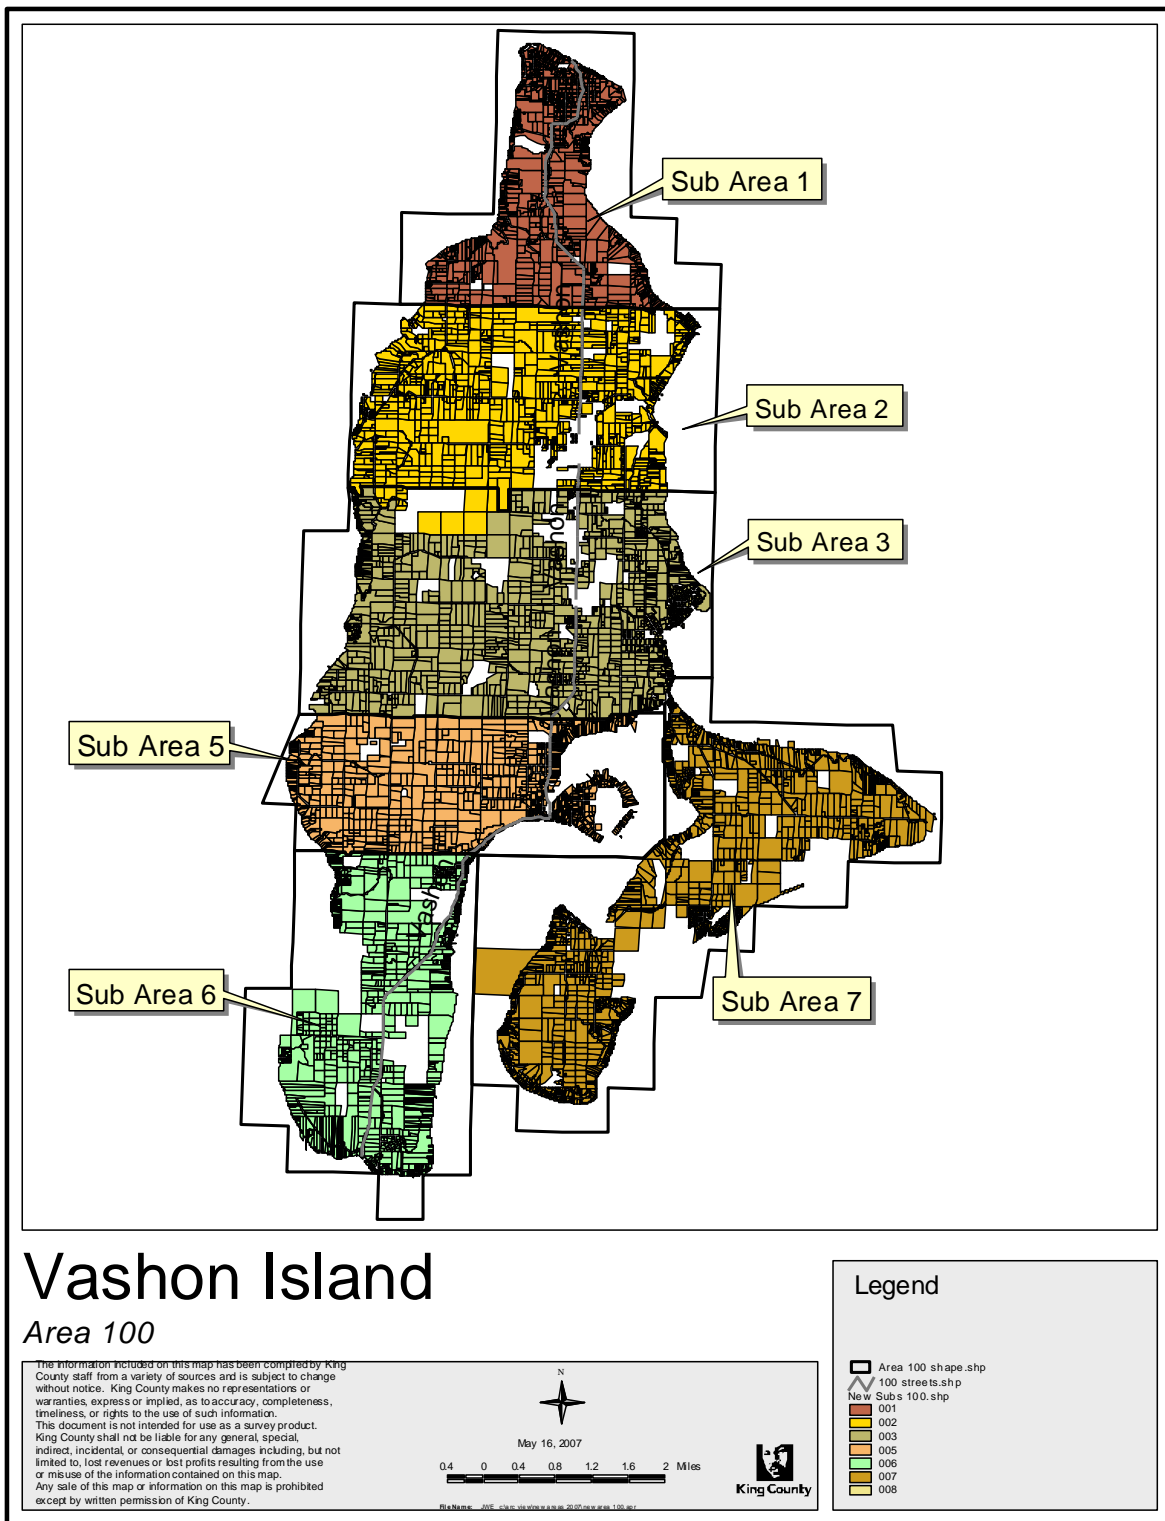 Sub Area 1
Vashon
Sub Area 2
Vashon
Sub Area 3
Vashon
Sub Area 5
Vashon
Sub Area 6
Sub Area 7
Vashon Island
Area 100
The information included on this map has been compiled by King
County staff from a variety of sources and is subject to change
without notice. King County makes no representations or
warranties, express or implied, as to accuracy, completeness,
timeliness, or rights to the use of such information.
This document is not intended for use as a survey product.
King County shall not be liable for any general, special,
indirect, incidental, or consequential damages including, but not
limited to, lost revenues or lost profits resulting from the use
or misuse of the information contained on this map.
Any sale of this map or information on this map is prohibited
except by written permission of King County.
N
May 16, 2007
0.4 0 0.4 0.8 1.2 1.6 2 Miles
File Name:
King County
Legend
Area 100 shape.shp
100 streets.shp
New Subs 100.shp
001
002
003
005
006
007
008